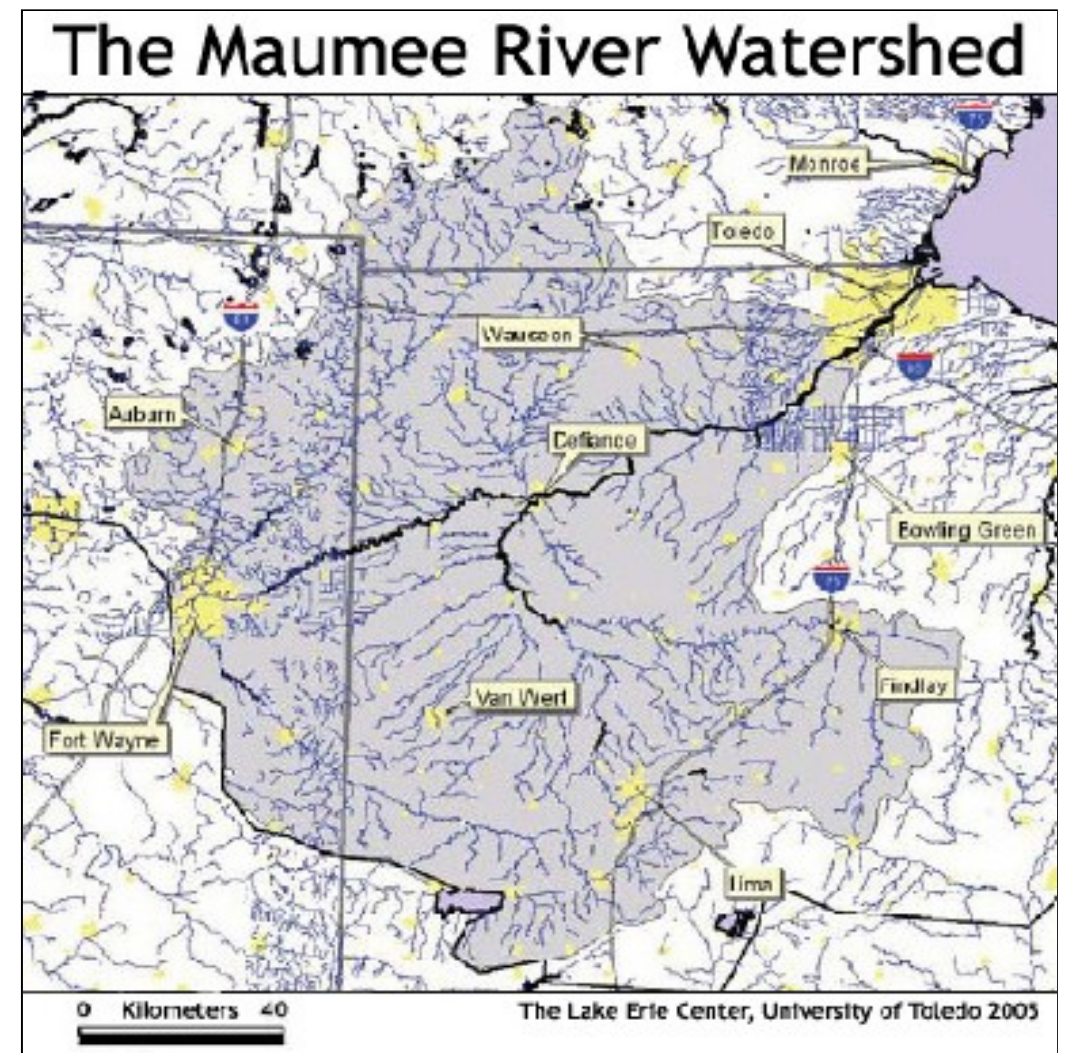 The Maumee River Watershed
Monroe
Toledo
Wauseon
Auburn
Defiance
Bowling Green
Findlay
Van Wert
Fort Wayne
Lima
0 Kilometers 40
The Lake Erie Center, University of Toledo 2005